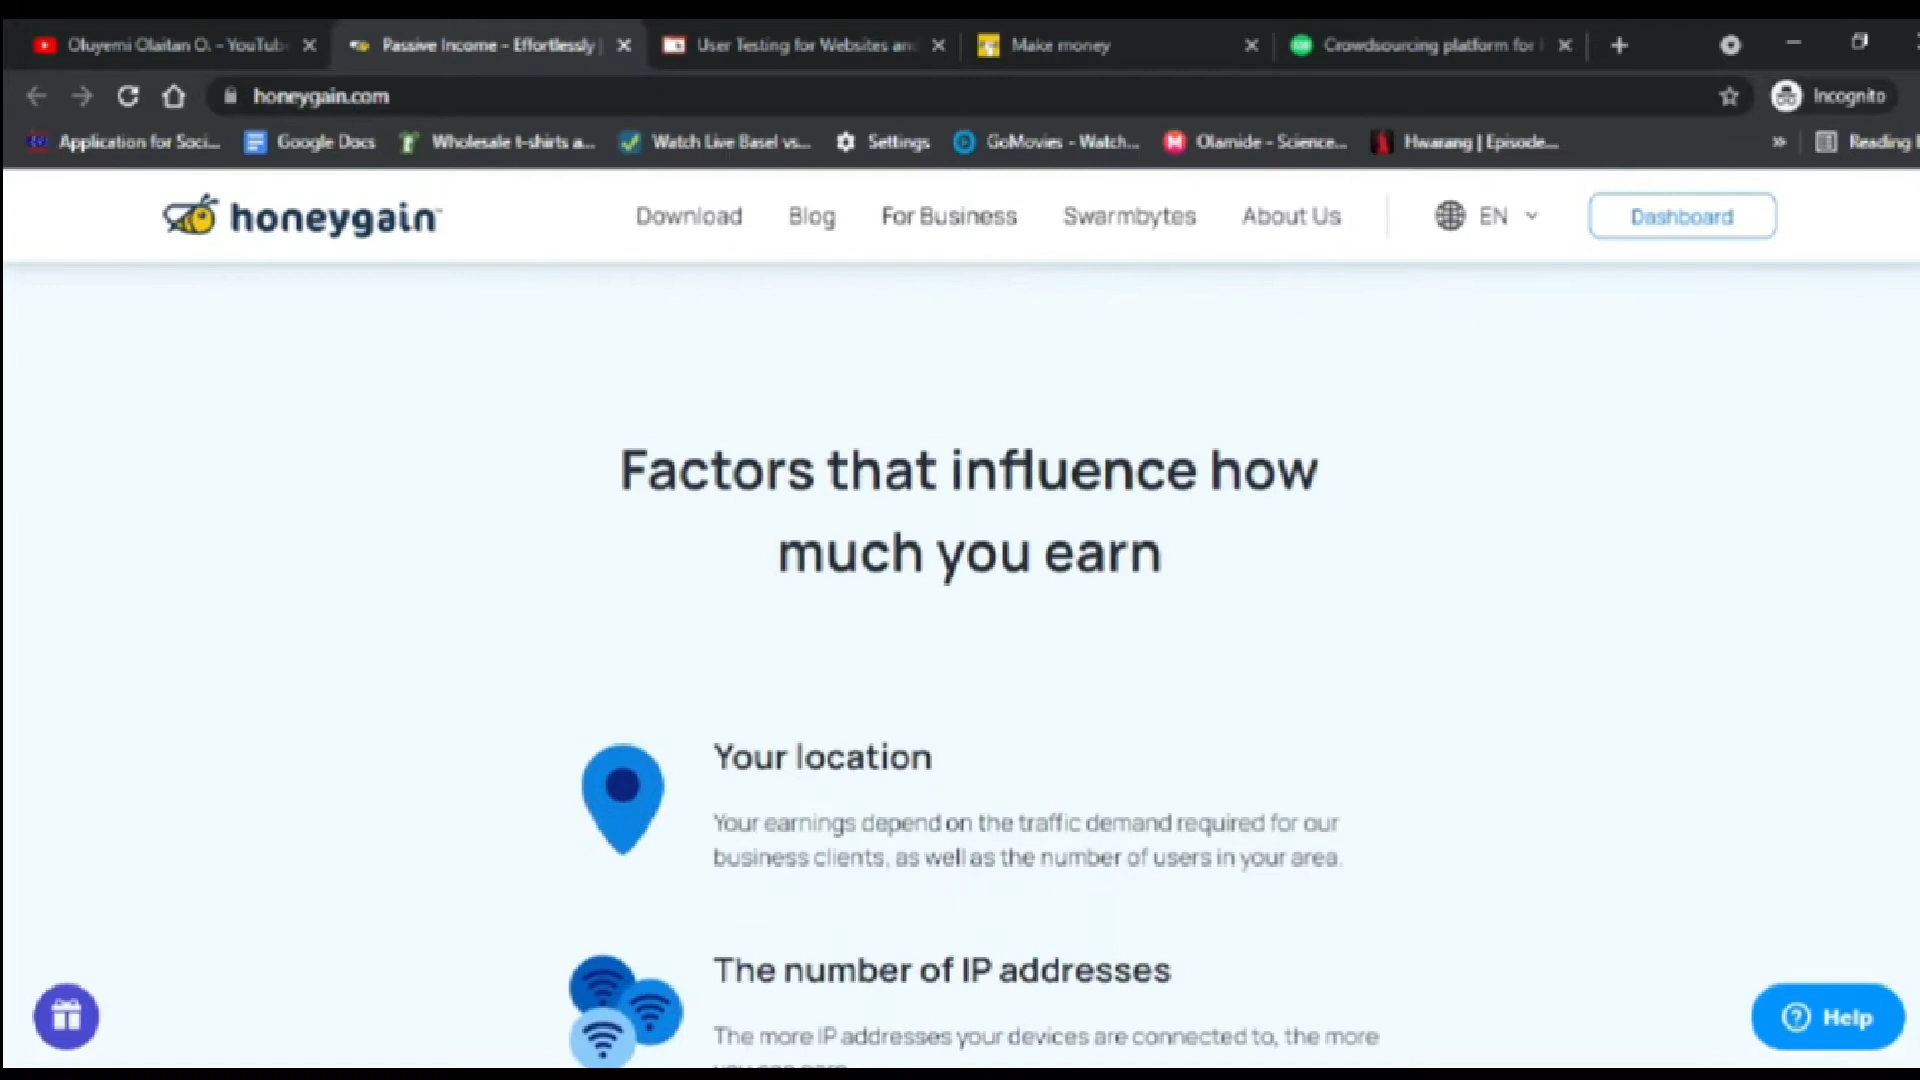 Oluyemi Olaitan O. - YouTub
Passive Income - Effortlessly
User Testing for Websites an
Make money
Crowdsourcing platform for
honeygain.com
Incognito
Application for Soci...
Google Docs
Wholesale t-shirts a...
Watch Live Basel vs...
Settings
GoMovies - Watch...
Olamide - Science...
Hwarang | Episode...
»
Reading
honeygain
Download
Blog
For Business
Swarmbytes
About Us
EN
Dashboard
Factors that influence how
much you earn
Your location
Your earnings depend on the traffic demand required for our
business clients, as well as the number of users in your area.
The number of IP addresses
The more IP addresses your devices are connected to, the more
Help